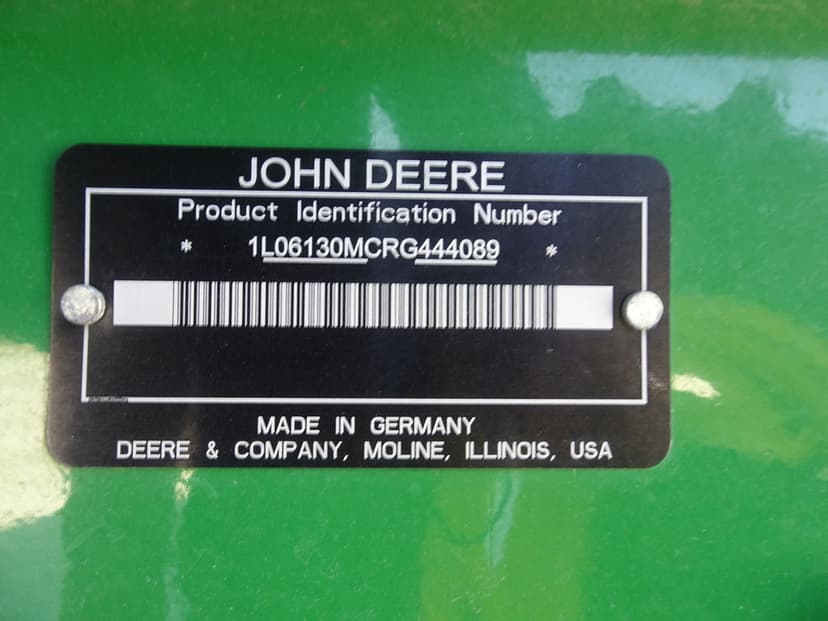 JOHN DEERE
Product Identification Number
* 1L06130MCRG444089 *
MADE IN GERMANY
DEERE & COMPANY, MOLINE, ILLINOIS, USA